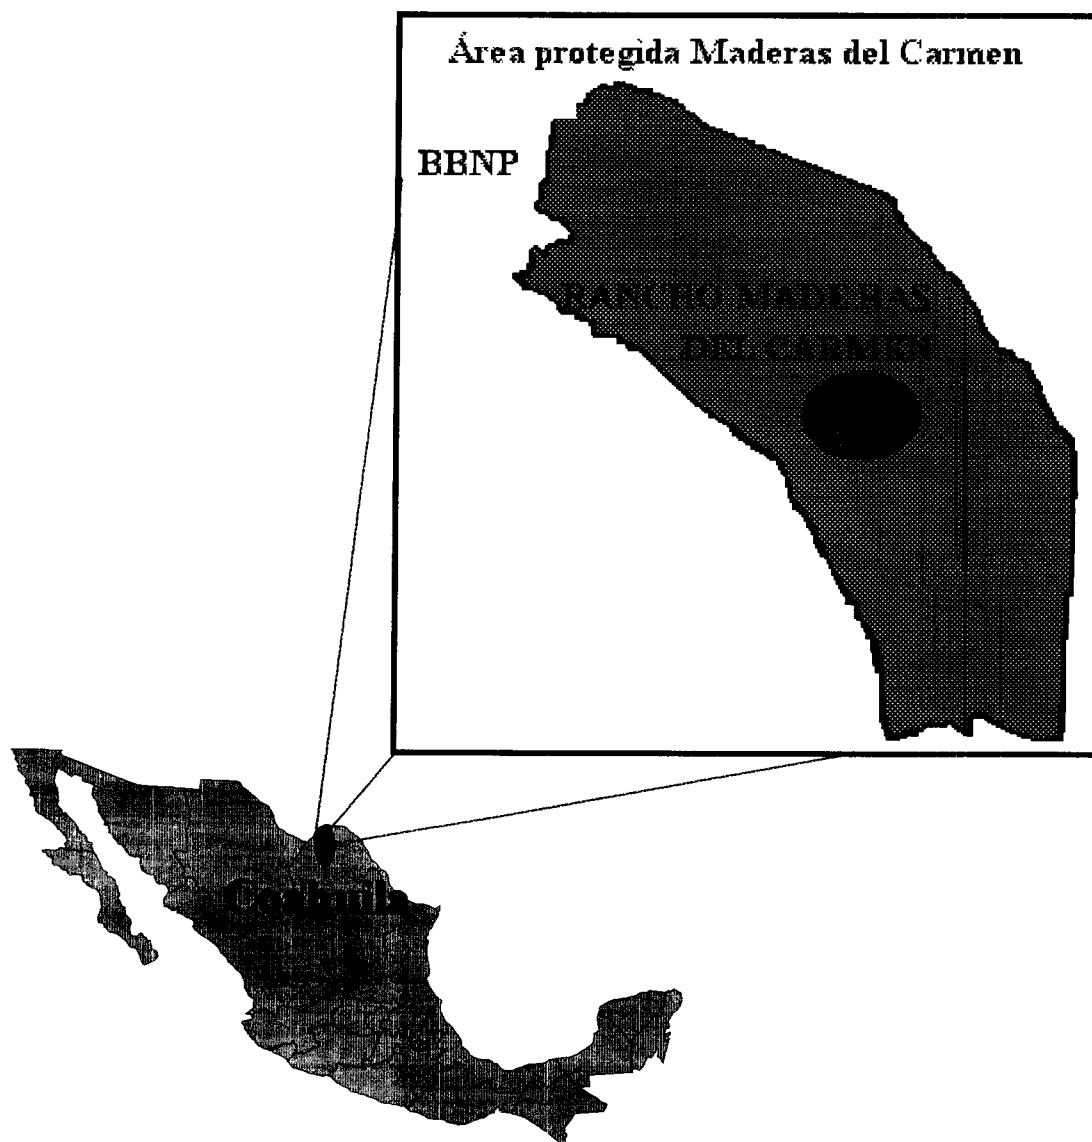 Área protegida Maderas del Carmen
BBNP
RANCHO MADERAS
DEL CARMEN
Coahuila